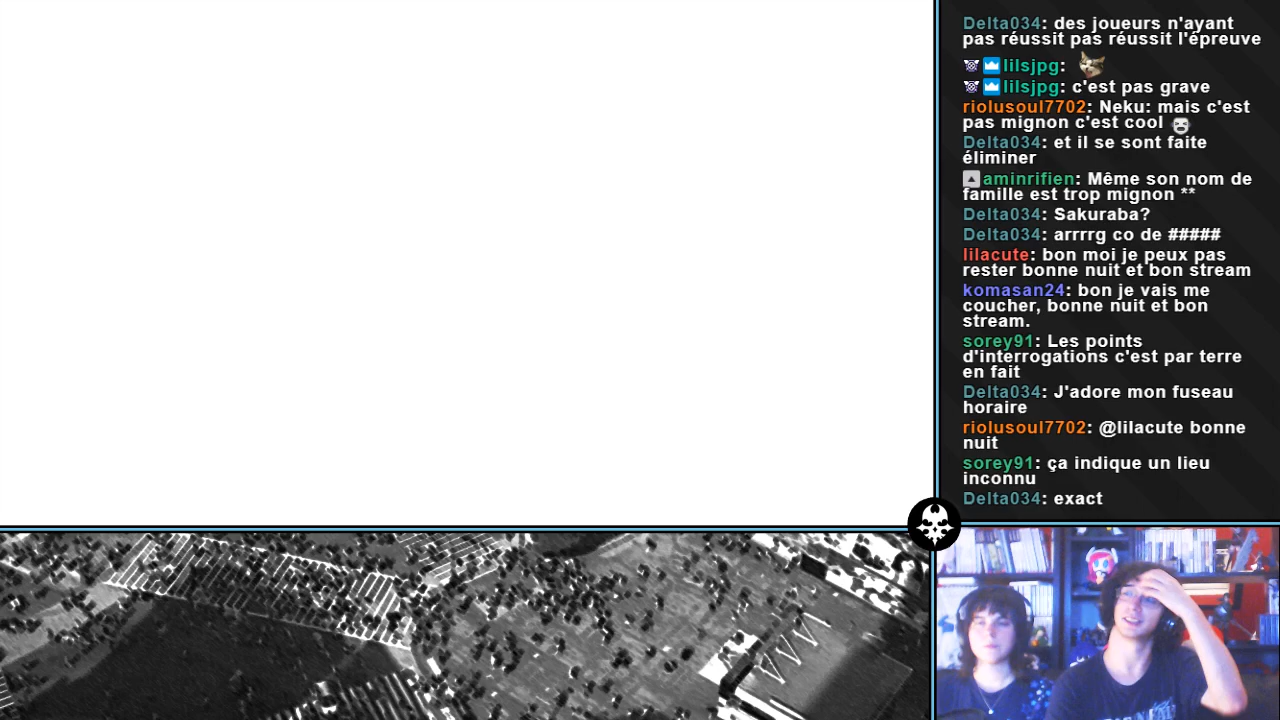 Delta034: des joueurs n'ayant
pas réussit pas réussit l'épreuve
lilsjpg:
lilsjpg: c'est pas grave
riolusoul7702: Neku: mais c'est
pas mignon c'est cool
Delta034: et il se sont faite
éliminer
aminrifien: Même son nom de
famille est trop mignon **
Delta034: Sakuraba?
Delta034: arrrrg co de #####
lilacute: bon moi je peux pas
rester bonne nuit et bon stream
komasan24: bon je vais me
coucher, bonne nuit et bon
stream.
sorey91: Les points
d'interrogations c'est par terre
en fait
Delta034: J'adore mon fuseau
horaire
riolusoul7702: @lilacute bonne
nuit
sorey91: ça indique un lieu
inconnu
Delta034: exact